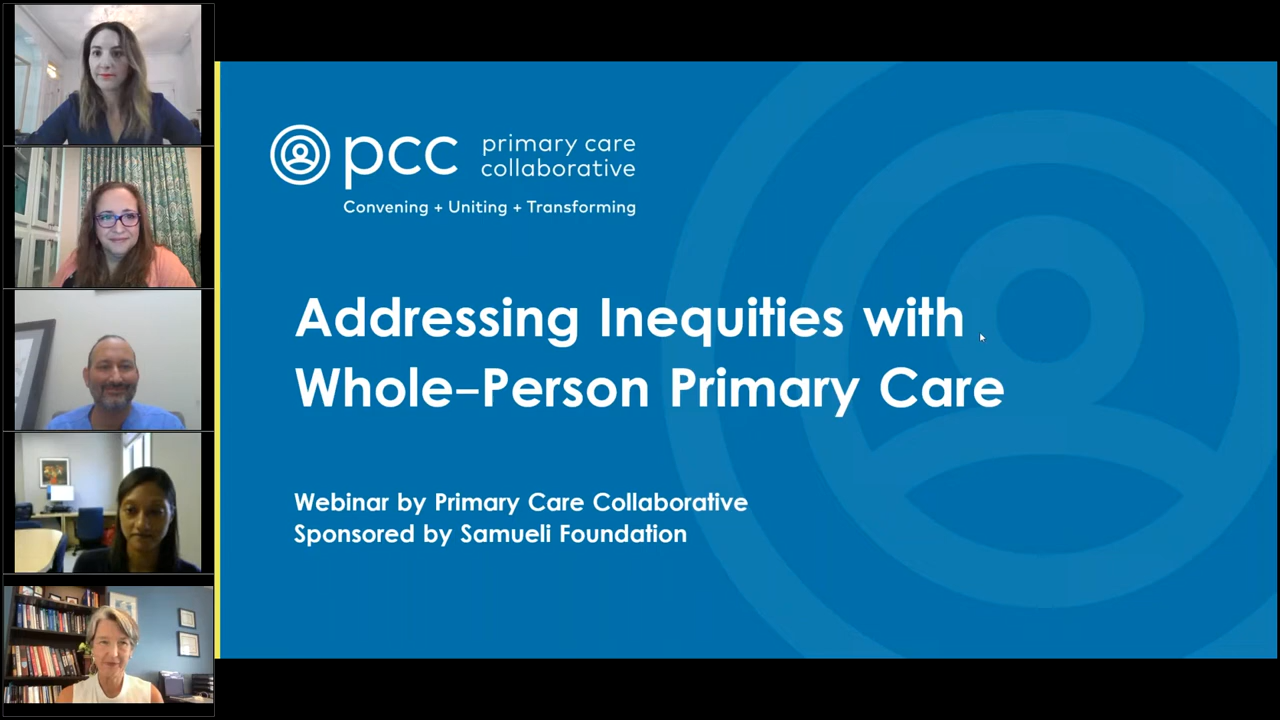 pcc primary care
collaborative
Convening + Uniting + Transforming
Addressing Inequities with
Whole–Person Primary Care
Webinar by Primary Care Collaborative
Sponsored by Samueli Foundation